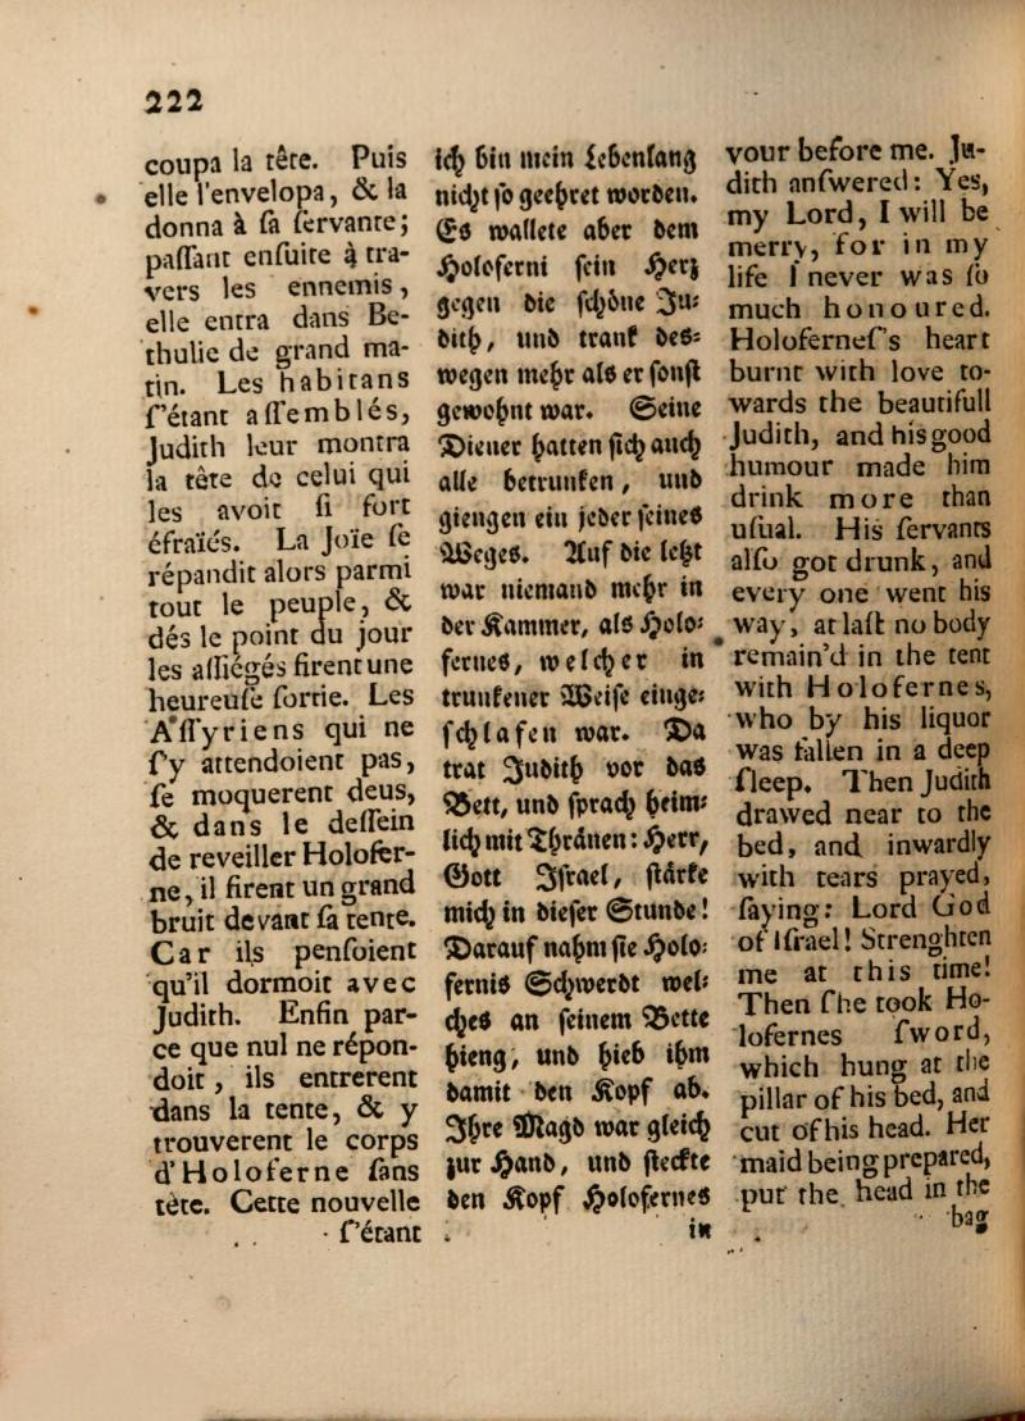 222
coupa la tête. Puis
elle l'envelopa, & la
donna à ſa ſervante;
paſſant enſuite à tra-
vers les ennemis,
elle entra dans Be-
thulie de grand ma-
tin. Les habitans
ſ'étant aſſemblés,
Judith leur montra
la tête de celui qui
les avoit ſi fort
éfraïés. La Joïe ſe
répandit alors parmi
tout le peuple, &
dés le point du jour
les aſſiégés firent une
heureuſe ſortie. Les
Aſſyriens qui ne
ſ'y attendoient pas,
ſe moquerent deus,
& dans le deſſein
de reveiller Holofer-
ne, il firent un grand
bruit devant ſa tente.
Car ils penſoient
qu'il dormoit avec
Judith. Enfin par-
ce que nul ne répon-
doit, ils entrerent
dans la tente, & y
trouverent le corps
d'Holoferne ſans
tête. Cette nouvelle
ſ'étant
ich bin mein Lebenlang
nicht ſo geehret worden.
Es wallete aber dem
Holoferni ſein Herz
gegen die ſchöne Ju-
dith, und trank des-
wegen mehr als er ſonſt
gewohnt war. Seine
Diener hatten ſich auch
alle betrunken, und
giengen ein jeder ſeines
Weges. Auf die letzt
war niemand mehr in
der Kammer, als Holo-
fernes, welcher in
trunkener Weiſe einge-
ſchlafen war. Da
trat Judith vor das
Bett, und ſprach heim-
lich mit Thränen: Herr,
Gott Iſrael, ſtärke
mich in dieſer Stunde!
Darauf nahm ſie Holo-
fernis Schwerdt wel-
ches an ſeinem Bette
hieng, und hieb ihm
damit den Kopf ab.
Ihre Magd war gleich
zur Hand, und ſteckte
den Kopf Holofernes
in
vour before me. Ju-
dith anſwered: Yes,
my Lord, I will be
merry, for in my
life I never was ſo
much honoured.
Holoferneſ's heart
burnt with love to-
wards the beautifull
Judith, and his good
humour made him
drink more than
uſual. His ſervants
alſo got drunk, and
every one went his
way, at laſt no body
remain'd in the tent
with Holofernes,
who by his liquor
was fallen in a deep
ſleep. Then Judith
drawed near to the
bed, and inwardly
with tears prayed,
ſaying: Lord God
of Iſrael! Strenghten
me at this time!
Then ſhe took Ho-
lofernes ſword,
which hung at the
pillar of his bed, and
cut of his head. Her
maid being prepared,
put the head in the
bag